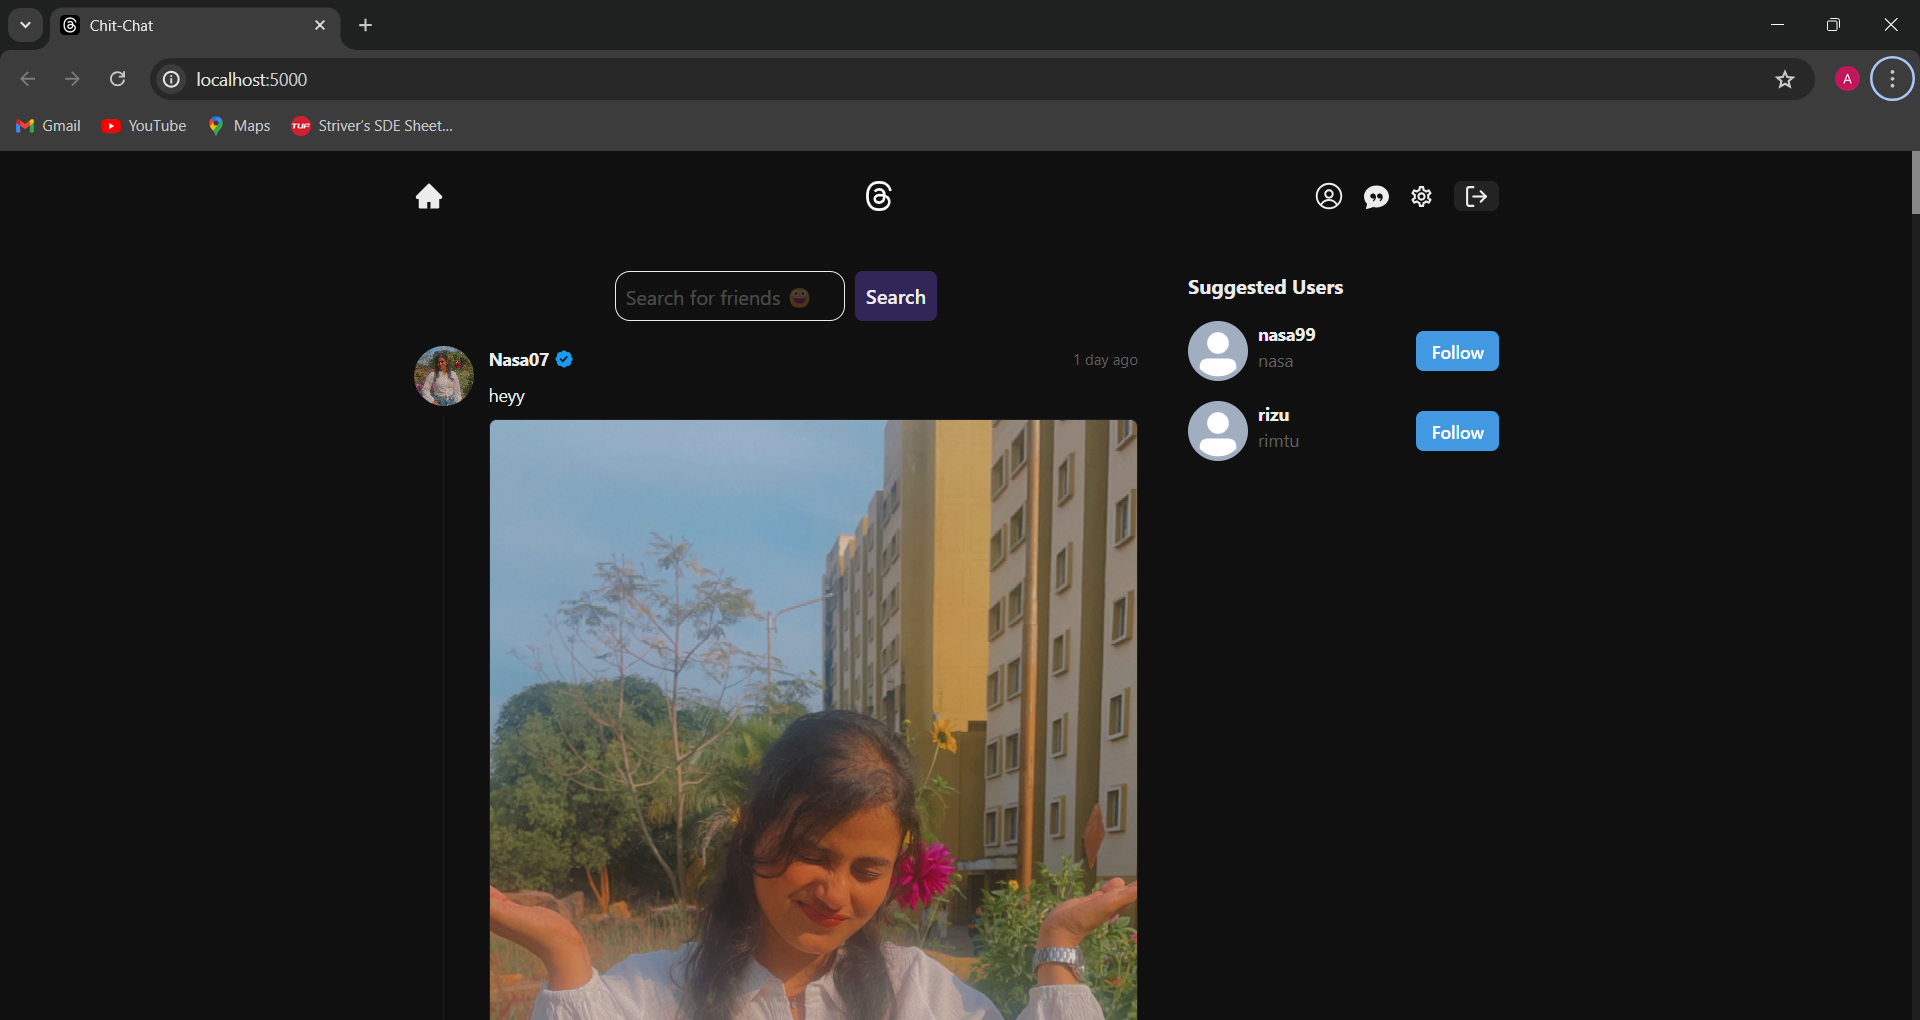 Chit-Chat
localhost:5000
A
Gmail
YouTube
Maps
TUF Striver's SDE Sheet...
Search for friends 😀
Search
Nasa07
1 day ago
heyy
Suggested Users
nasa99
nasa
Follow
rizu
rimtu
Follow